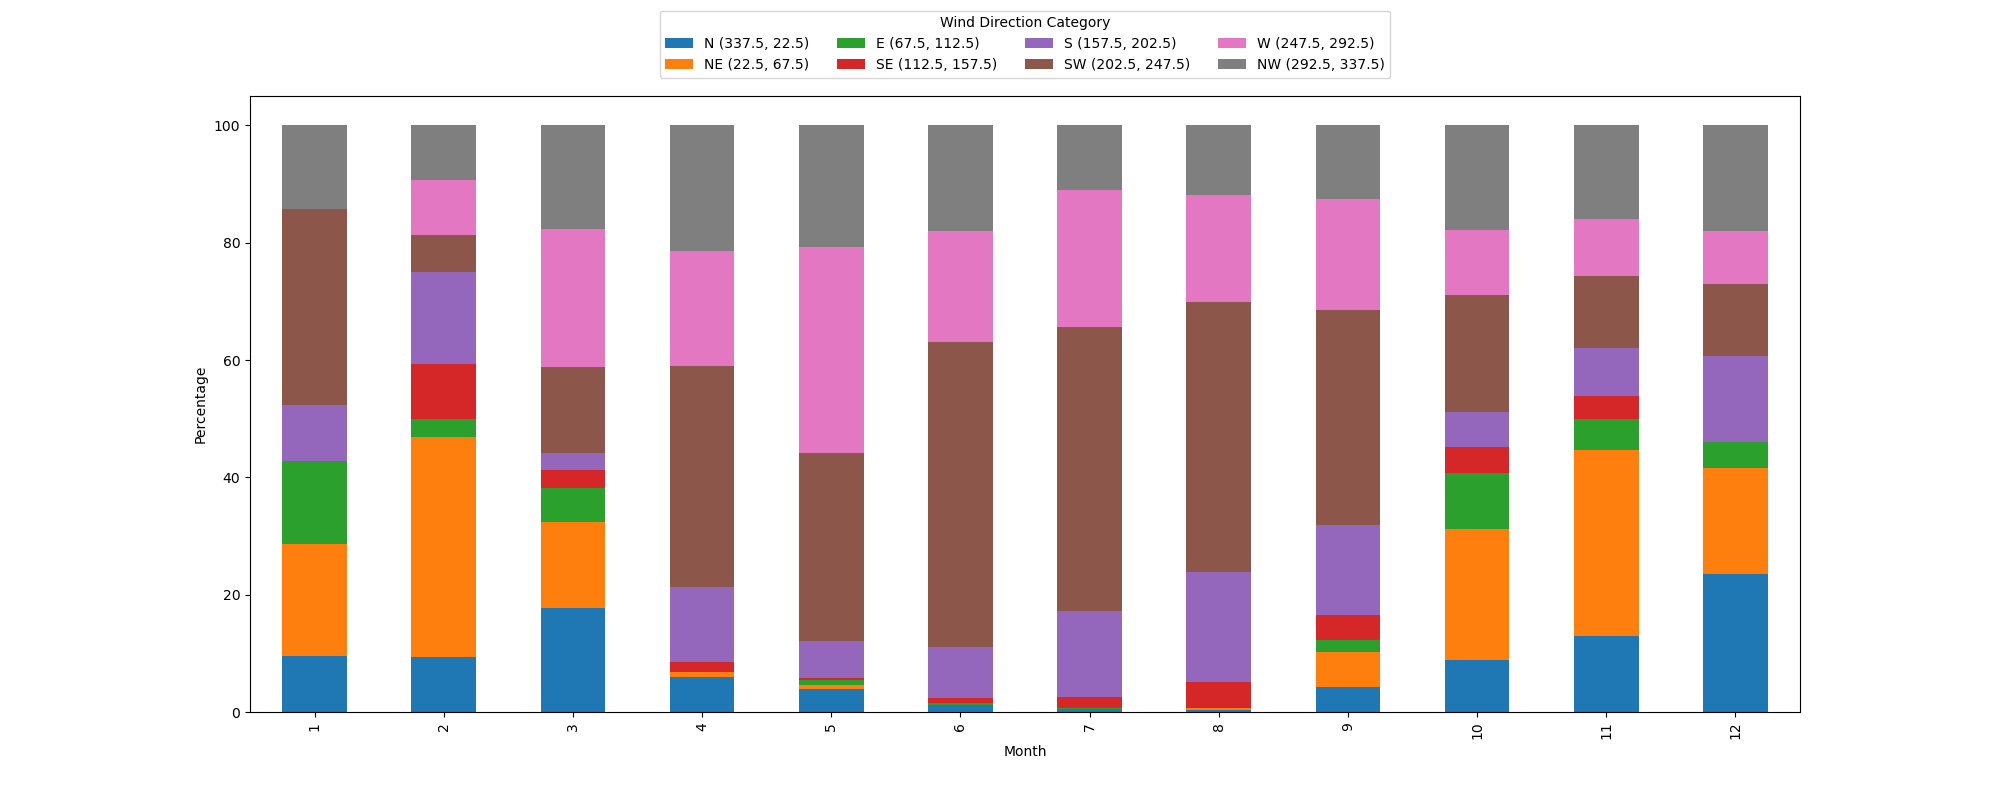 Wind Direction Category
N (337.5, 22.5) E (67.5, 112.5) S (157.5, 202.5) W (247.5, 292.5)
NE (22.5, 67.5) SE (112.5, 157.5) SW (202.5, 247.5) NW (292.5, 337.5)
100
80
60
40
20
0
Percentage
1 2 3 4 5 6 7 8 9 10 11 12
Month